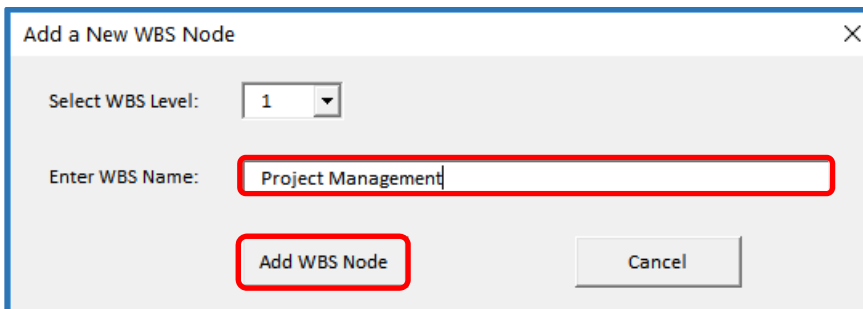 Add a New WBS Node
Select WBS Level: 1
Enter WBS Name: Project Management
Add WBS Node Cancel